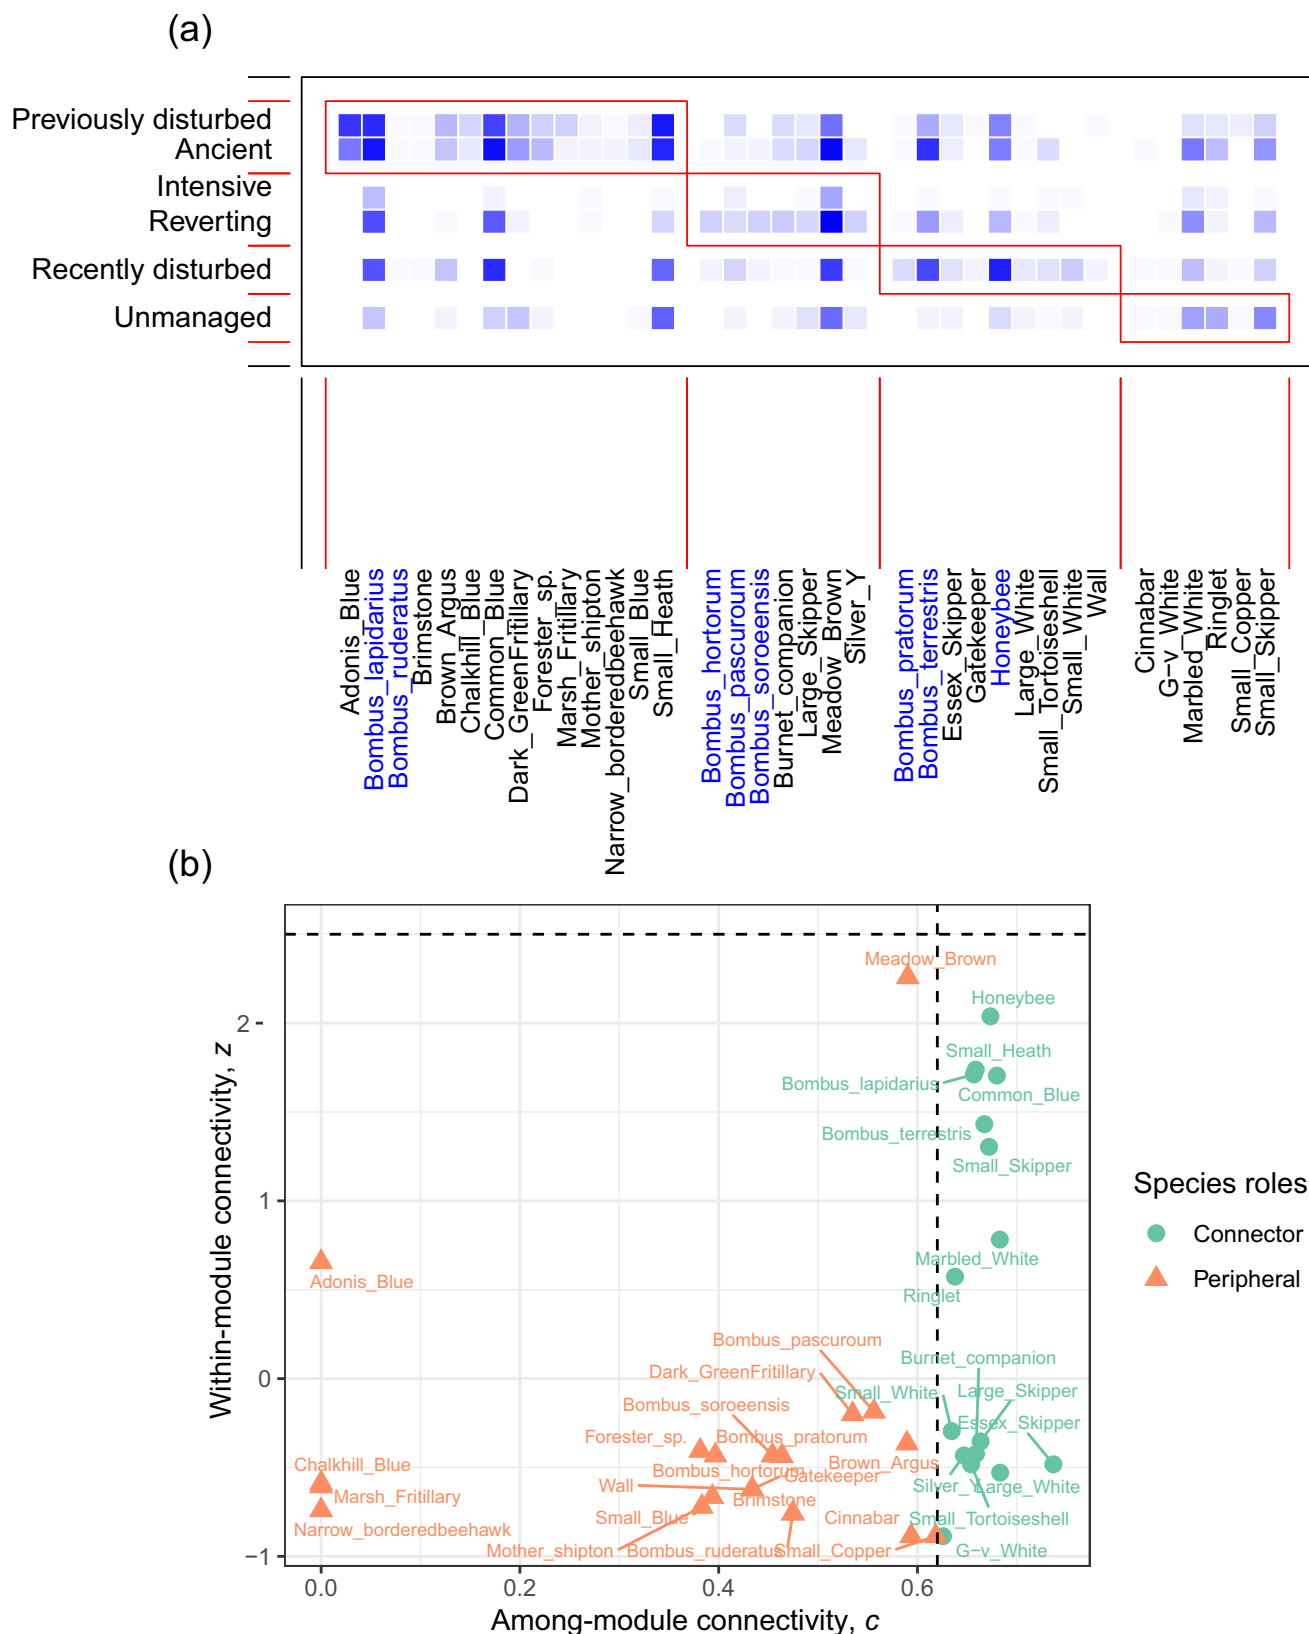 (a)
Previously disturbed
Ancient
Intensive
Reverting
Recently disturbed
Unmanaged
Adonis_Blue
Bombus_lapidarius
Bombus_ruderatus
Brimstone
Brown_Argus
Chalkhill_Blue
Common_Blue
Dark_GreenFritillary
Forester_sp.
Marsh_Fritillary
Mother_shipton
Narrow_borderedbeehawk
Small_Blue
Small_Heath
Bombus_hortorum
Bombus_pascuroum
Bombus_soroeensis
Burnet_companion
Large_Skipper
Meadow_Brown
Silver_Y
Bombus_pratorum
Bombus_terrestris
Essex_Skipper
Gatekeeper
Honeybee
Large_White
Small_Tortoiseshell
Small_White
Wall
Cinnabar
G-v_White
Marbled_White
Ringlet
Small_Copper
Small_Skipper
(b)
Meadow_Brown
Honeybee
2
Small_Heath
Bombus_lapidarius
Common_Blue
Bombus_terrestris
Small_Skipper
1
Marbled_White
Adonis_Blue
Ringlet
Bombus_pascuroum
Burnet_companion
0
Dark_GreenFritillary
Small_White
Large_Skipper
Bombus_soroeensis
Essex_Skipper
Forester_sp.
Bombus_pratorum
Brown_Argus
Chalkhill_Blue
Bombus_hortorum
Gatekeeper
Wall
Silver_Y
Large_White
Marsh_Fritillary
Brimstone
Small_Blue
Cinnabar
Small_Tortoiseshell
Narrow_borderedbeehawk
Mother_shipton
Bombus_ruderatus
Small_Copper
G-v_White
−1
0.0
0.2
0.4
0.6
Among-module connectivity, c
Within-module connectivity, z
Species roles
Connector
Peripheral